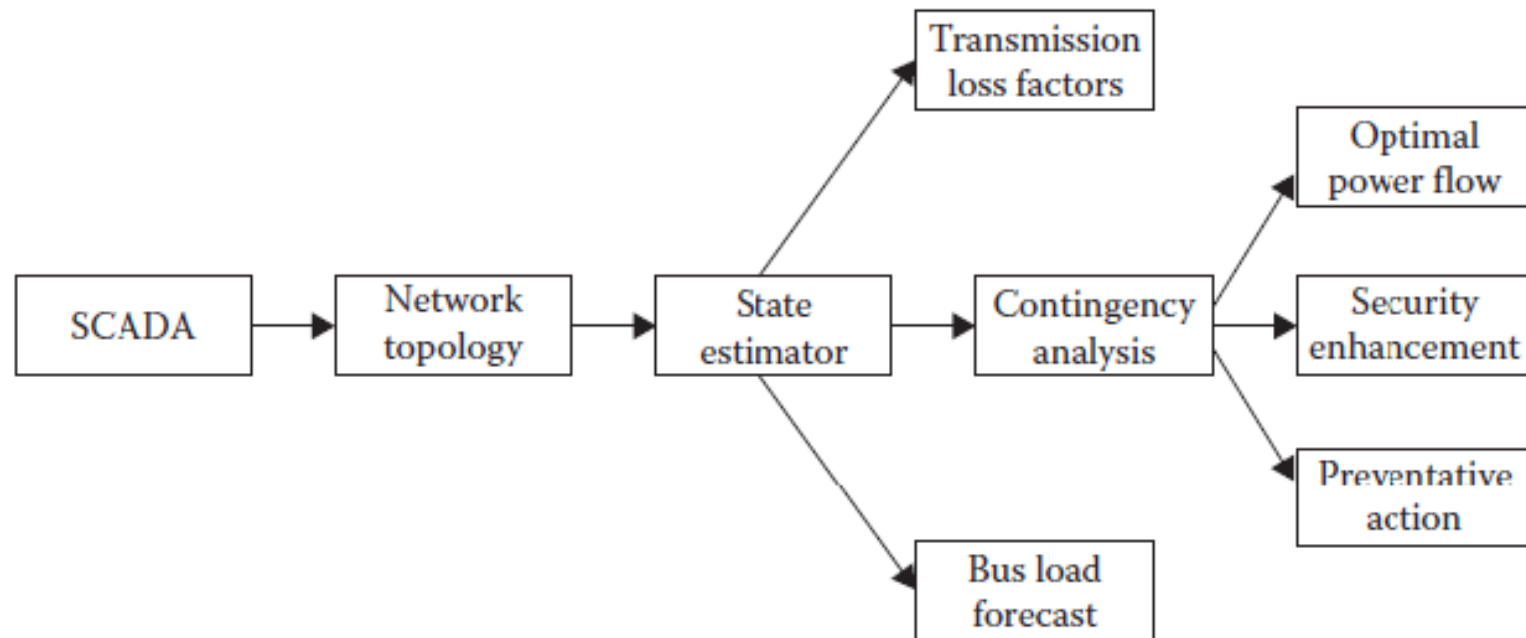 Transmission
loss factors
Optimal
power flow
SCADA
Network
topology
State
estimator
Contingency
analysis
Security
enhancement
Preventative
action
Bus load
forecast